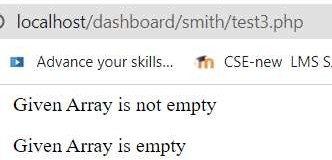 localhost/dashboard/smith/test3.php
Advance your skills... CSE-new LMS
Given Array is not empty
Given Array is empty